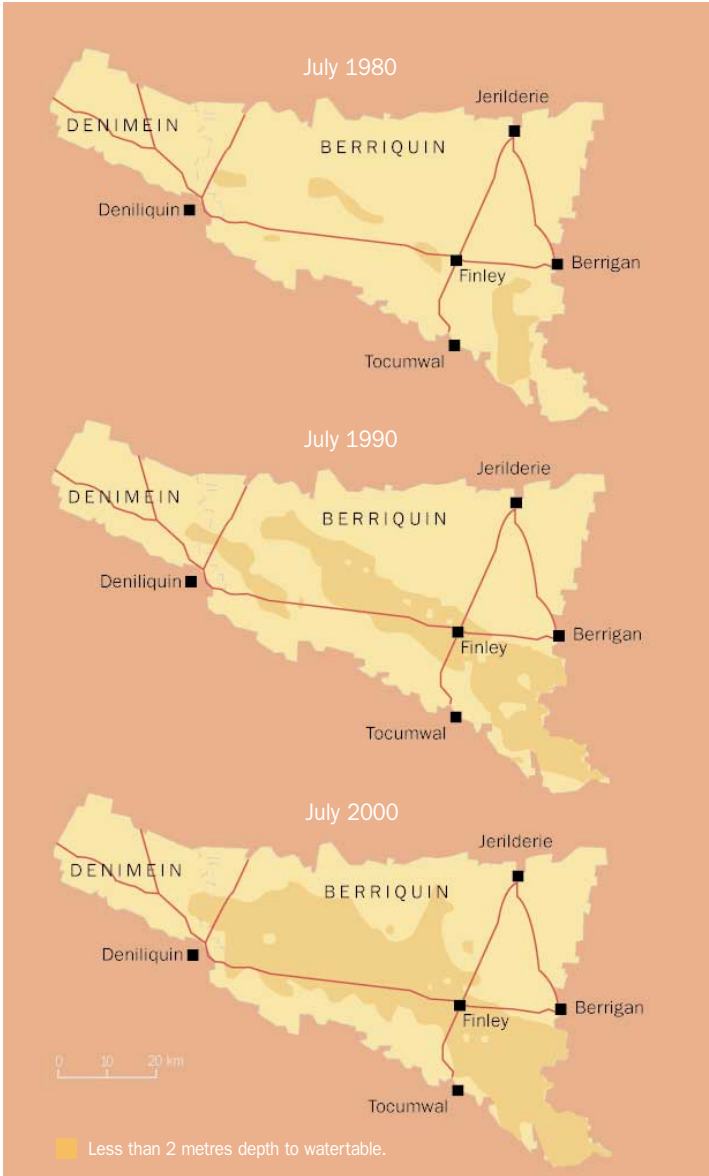 July 1980
Jerilderie
DENIMEIN
BERRIQUIN
Deniliquin
Finley
Berrigan
Tocumwal
July 1990
Jerilderie
DENIMEIN
BERRIQUIN
Deniliquin
Finley
Berrigan
Tocumwal
July 2000
Jerilderie
DENIMEIN
BERRIQUIN
Deniliquin
Finley
Berrigan
0 10 20 km
Tocumwal
Less than 2 metres depth to watertable.